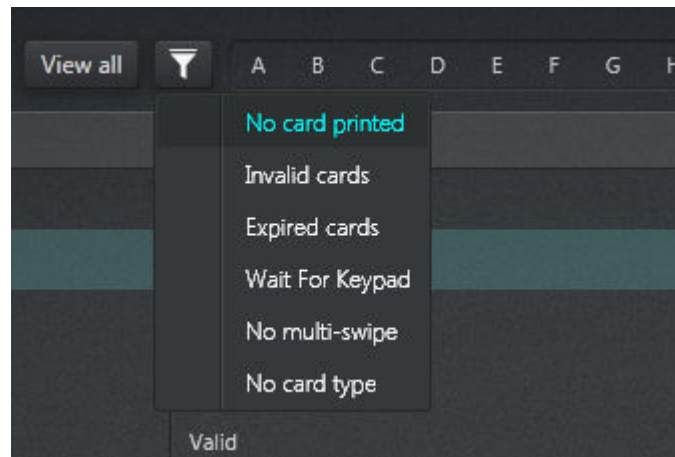 View all A B C D E F G H
No card printed
Invalid cards
Expired cards
Wait For Keypad
No multi-swipe
No card type
Valid